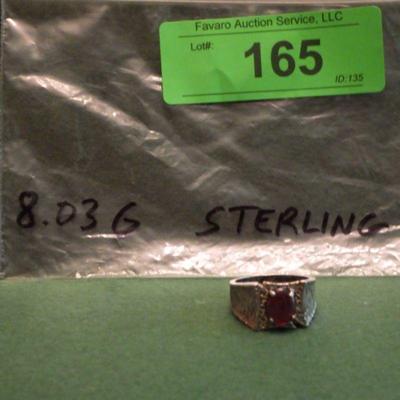 Favaro Auction Service, LLC
Lot#:
165
ID:135
8.03 G STERLING